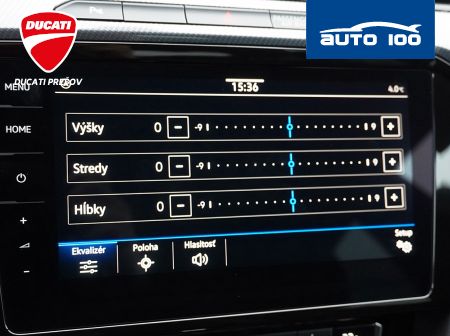 DUCATI
DUCATI PREŠOV
AUTO 100
MENU
15:36
4.0°C
HOME
Výšky 0 - -9 9 +
Stredy 0 - -9 9 +
Hĺbky 0 - -9 9 +
Ekvalizér
Poloha
Hlasitosť
Setup